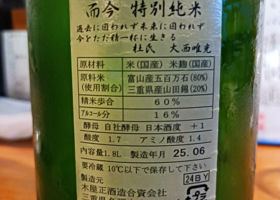 而今 特別純米
過去に囚われず未来に囚われず
今をただ精一杯に生きる
杜氏 大西唯克
原材料 米(国産) 米麹(国産)
原料米 富山産五百万石(80%)
(使用割合) 三重県産山田錦(20%)
精米歩合 60%
アルコール分 16%
酵母 自社酵母 日本酒度 +1
酸度 1.7 アミノ酸度 1.4
内容量1.8L 製造年月 25.06
要冷蔵 10℃以下で保存して下さい
製造元 24BY
木屋正酒造合資会社